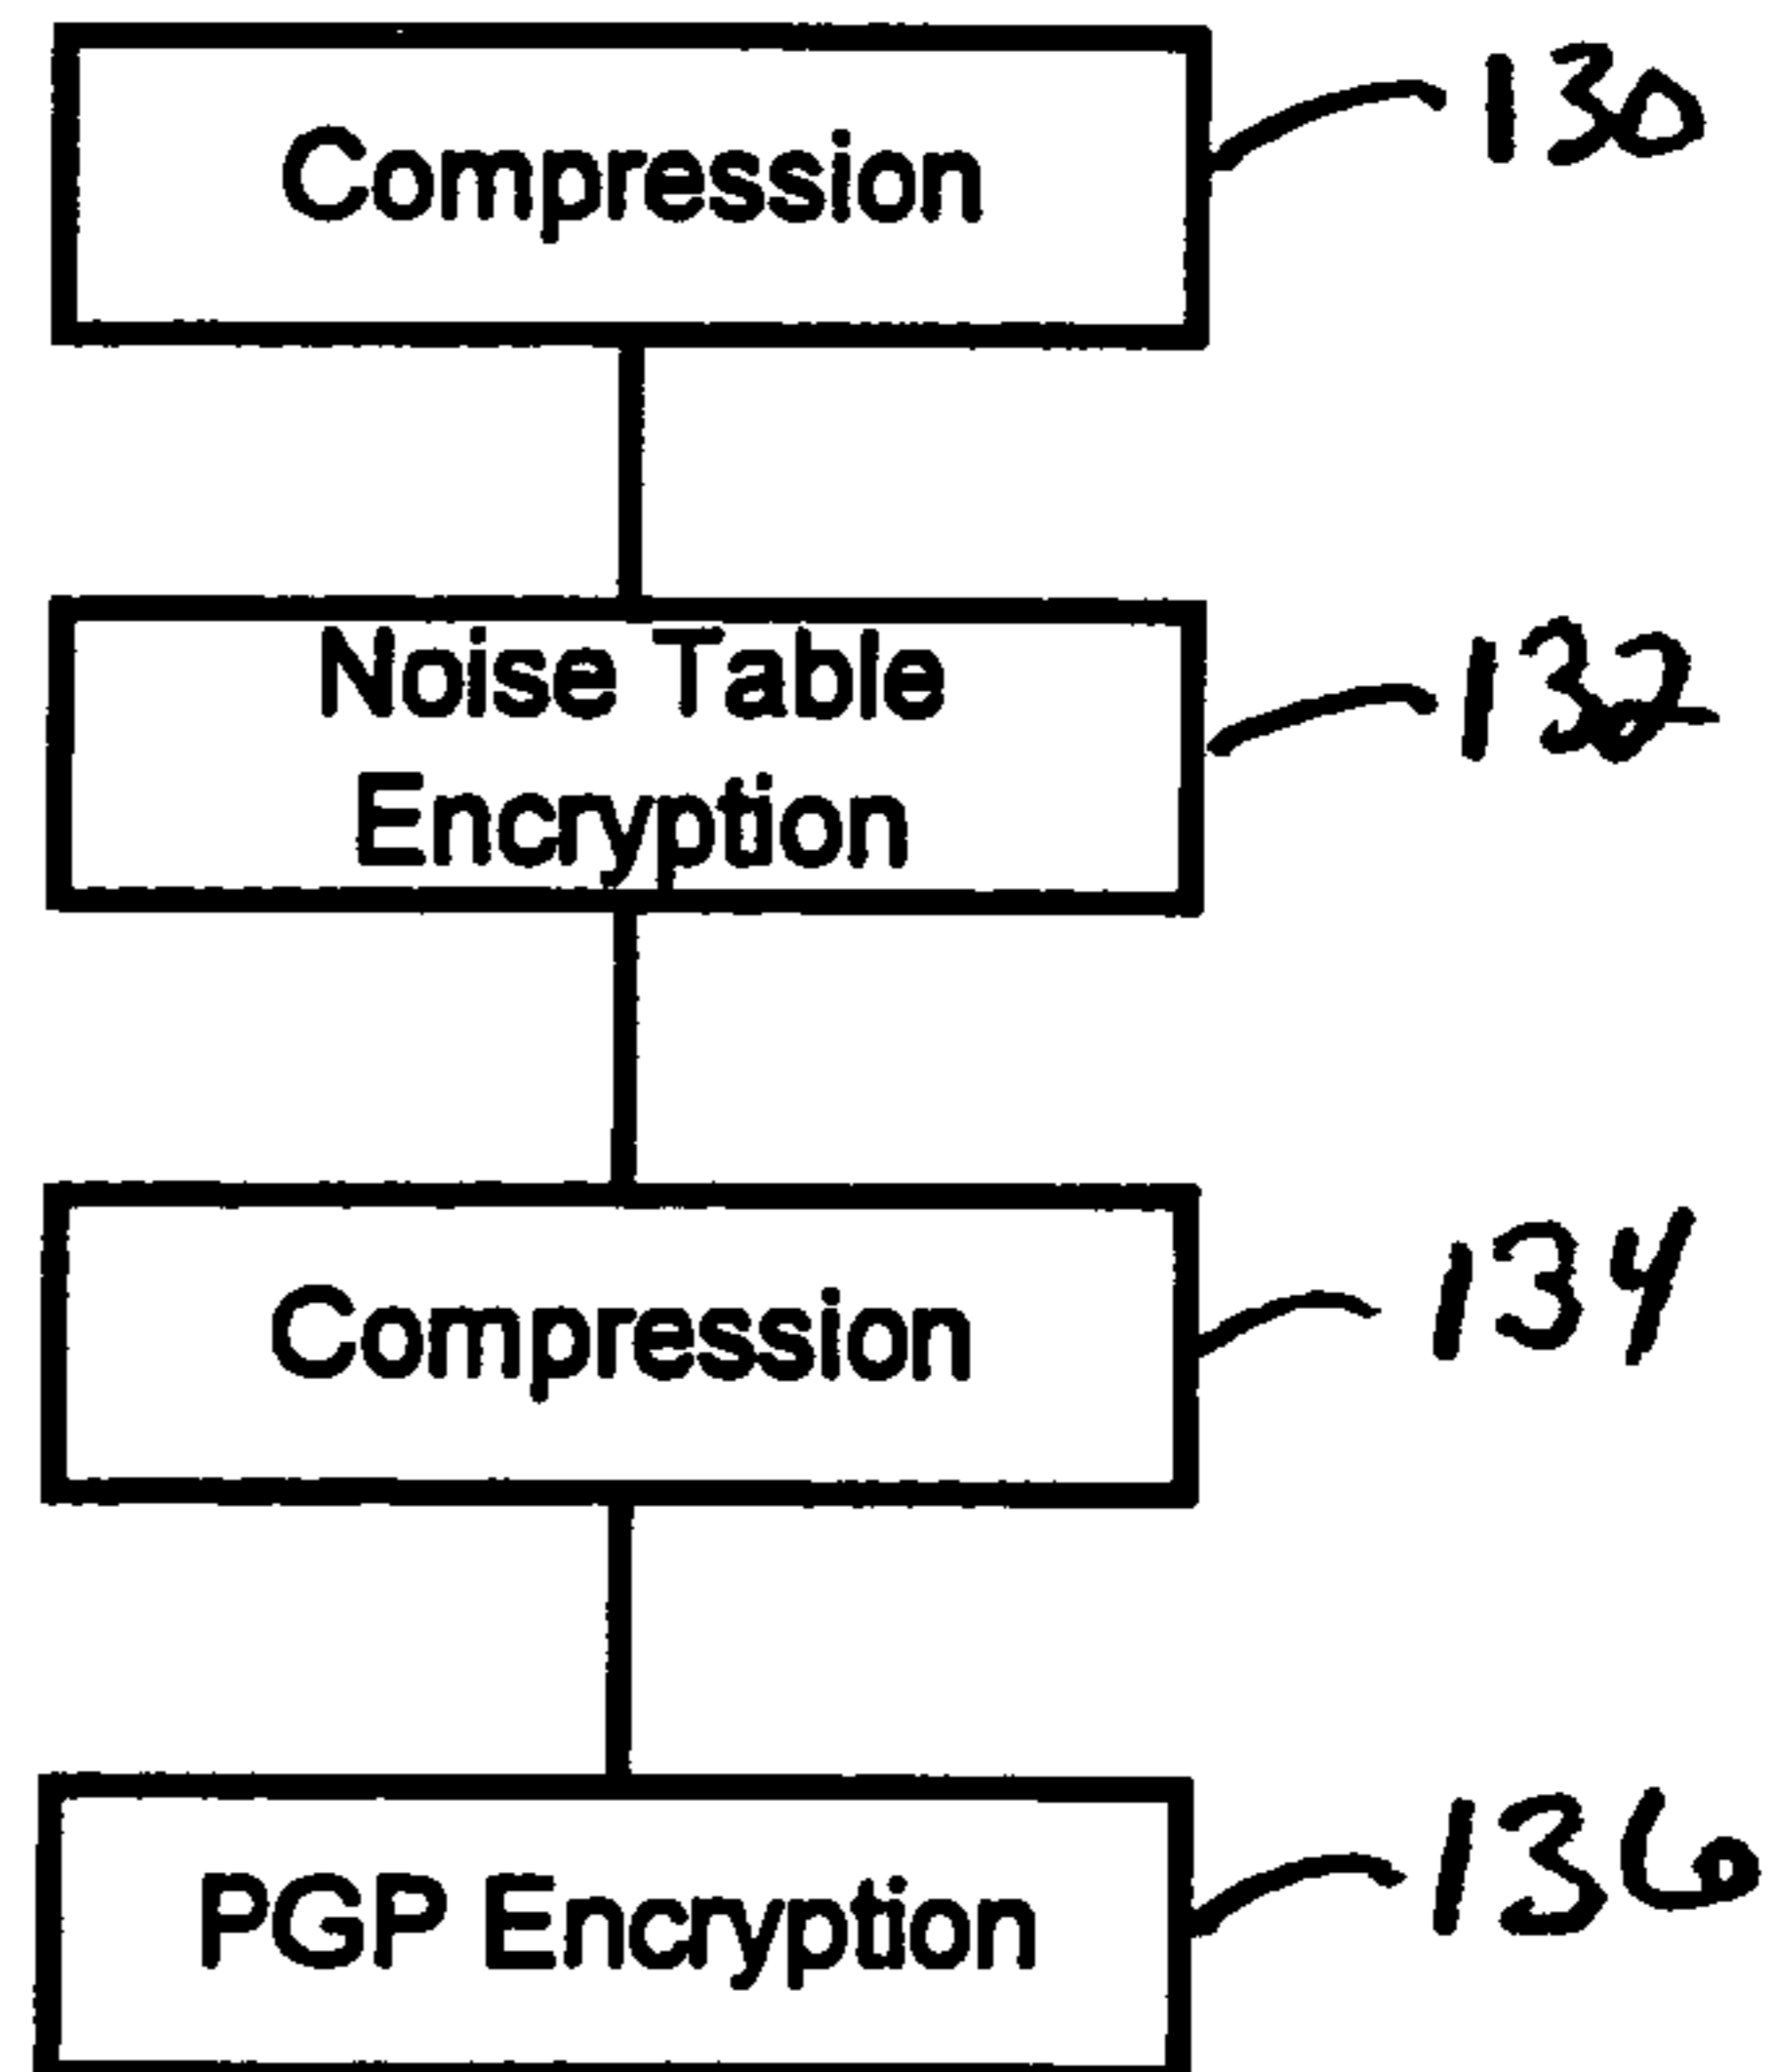 Compression
130
Noise Table
Encryption
132
Compression
134
PGP Encryption
136